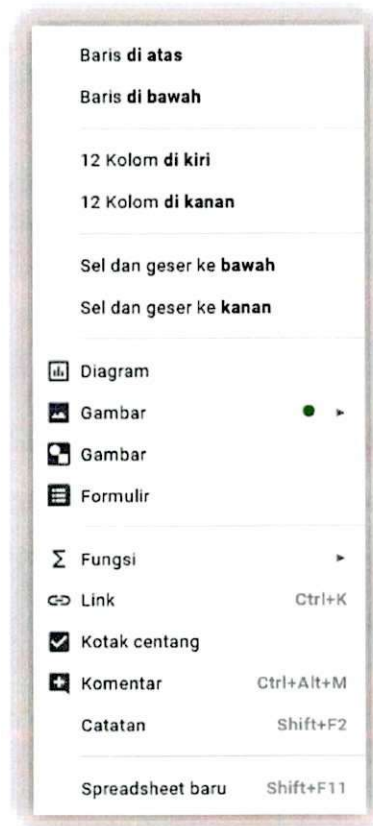 Baris di atas
Baris di bawah
12 Kolom di kiri
12 Kolom di kanan
Sel dan geser ke bawah
Sel dan geser ke kanan
Diagram
Gambar
Gambar
Formulir
Fungsi
Link Ctrl+K
Kotak centang
Komentar Ctrl+Alt+M
Catatan Shift+F2
Spreadsheet baru Shift+F11